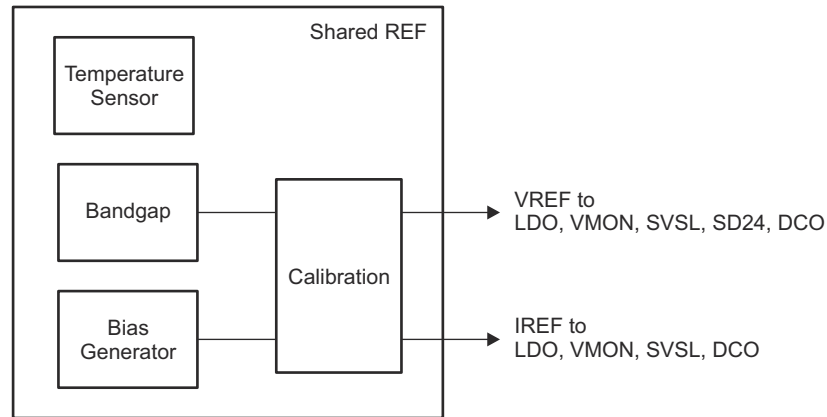 Shared REF
Temperature
Sensor
Bandgap
Calibration
Bias
Generator
VREF to
LDO, VMON, SVSL, SD24, DCO
IREF to
LDO, VMON, SVSL, DCO